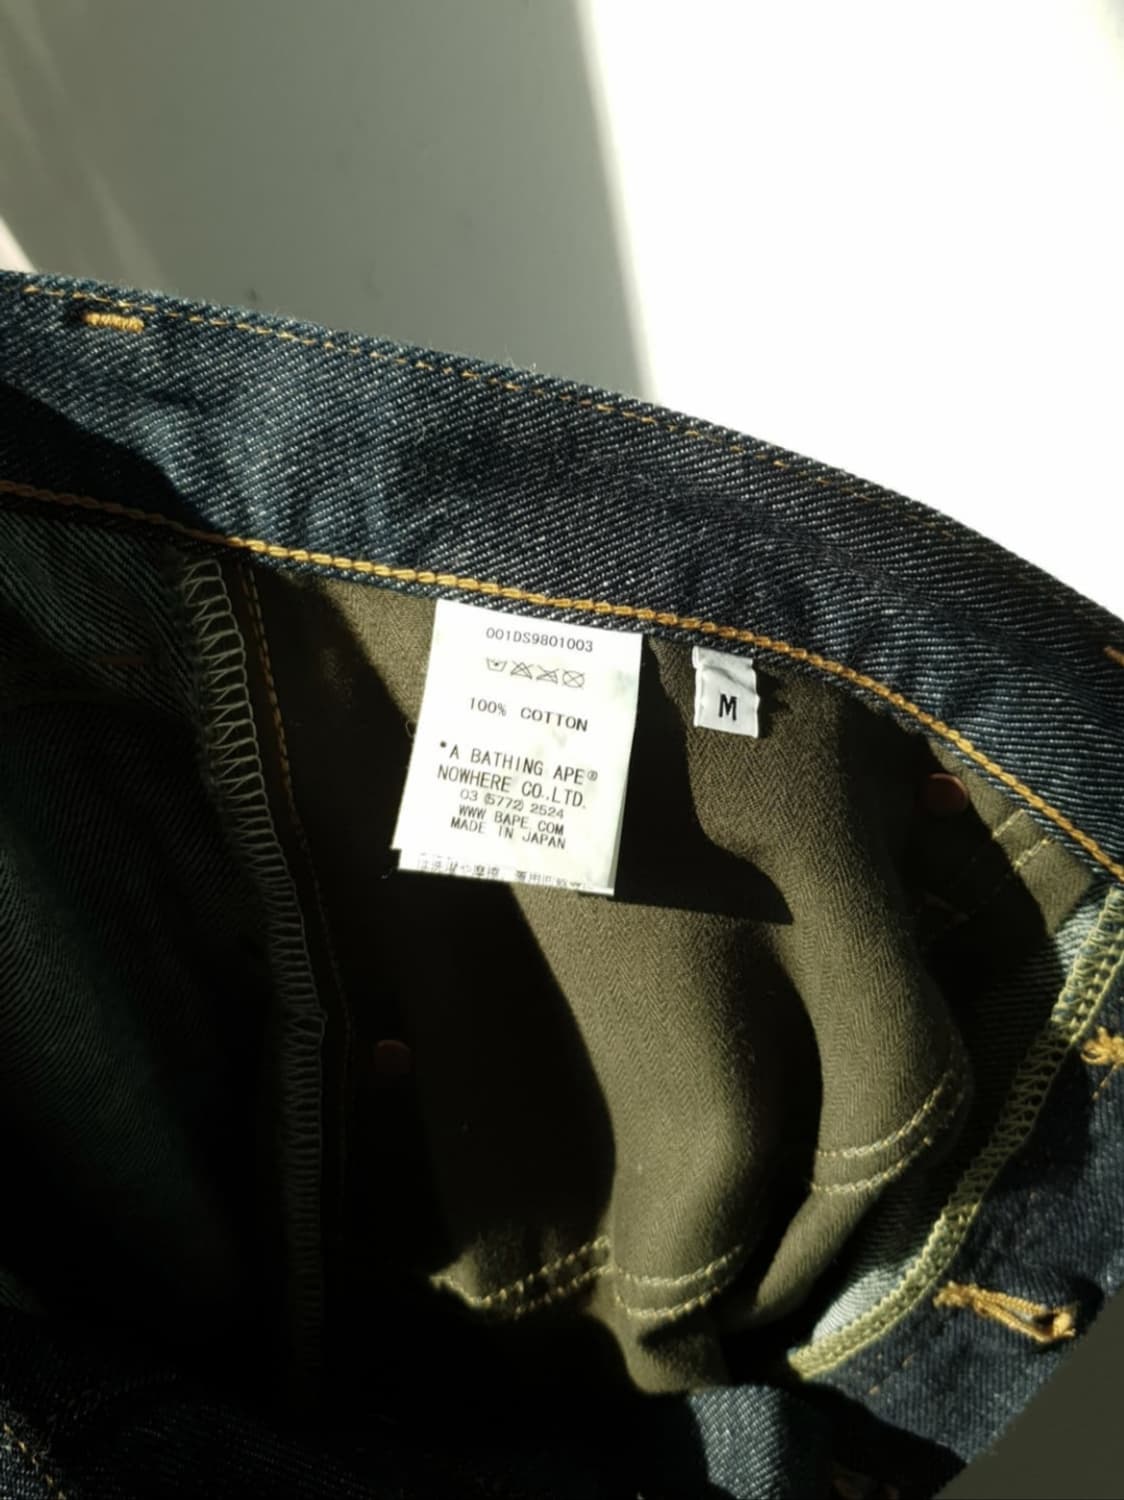 001DS9801003
100% COTTON
*A BATHING APE®
NOWHERE CO.,LTD.
03 (5772) 2524
WWW BAPE.COM
MADE IN JAPAN
M